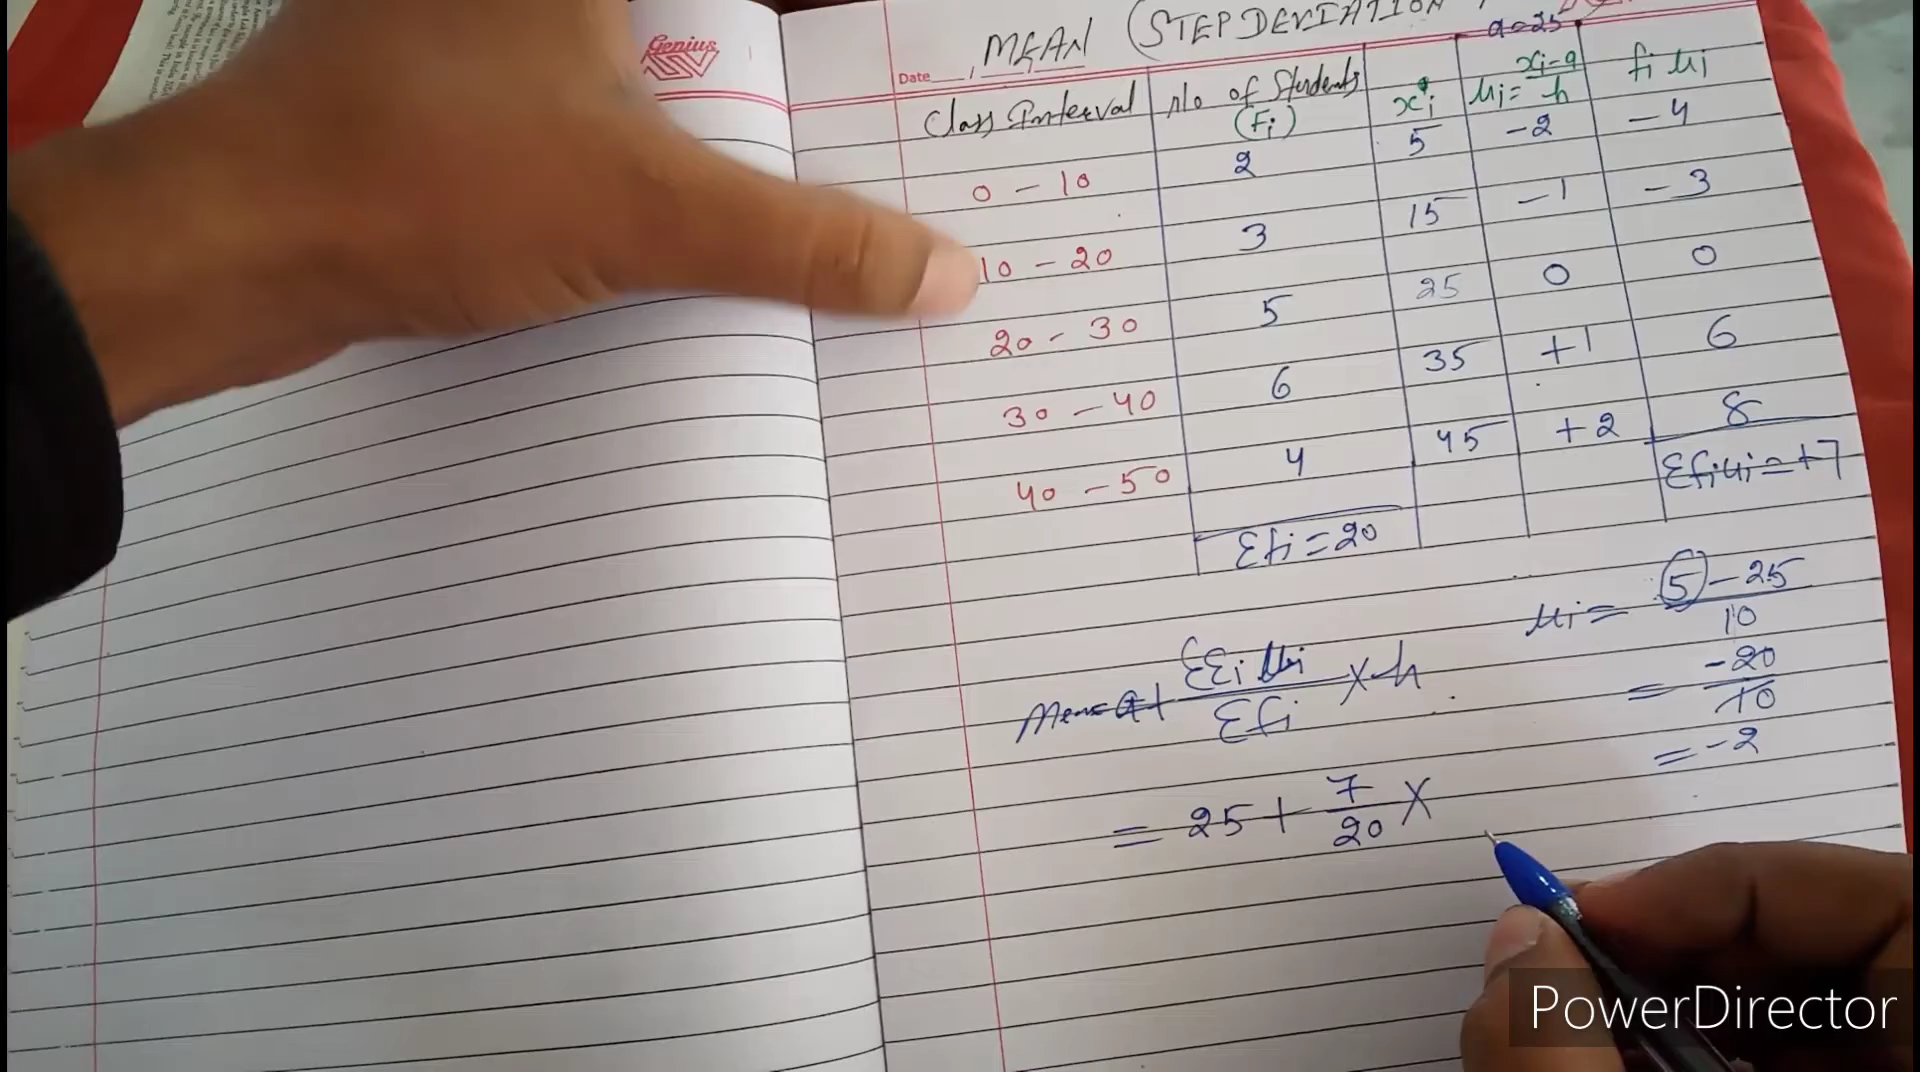 Genius
MEAN (STEP DEVIATION
Date
a=25
Class Interval No of Students (Fi) xi ui = xi-a / h fi ui
0 - 10 2 5 -2 -4
10 - 20 3 15 -1 -3
20 - 30 5 25 0 0
30 - 40 6 35 +1 6
40 - 50 4 45 +2 8
Σfi = 20 Σfiui = +7
ui = 5 - 25 / 10
= -20 / 10
= -2
Σfi
= 25 + 7/20 ×
PowerDirector